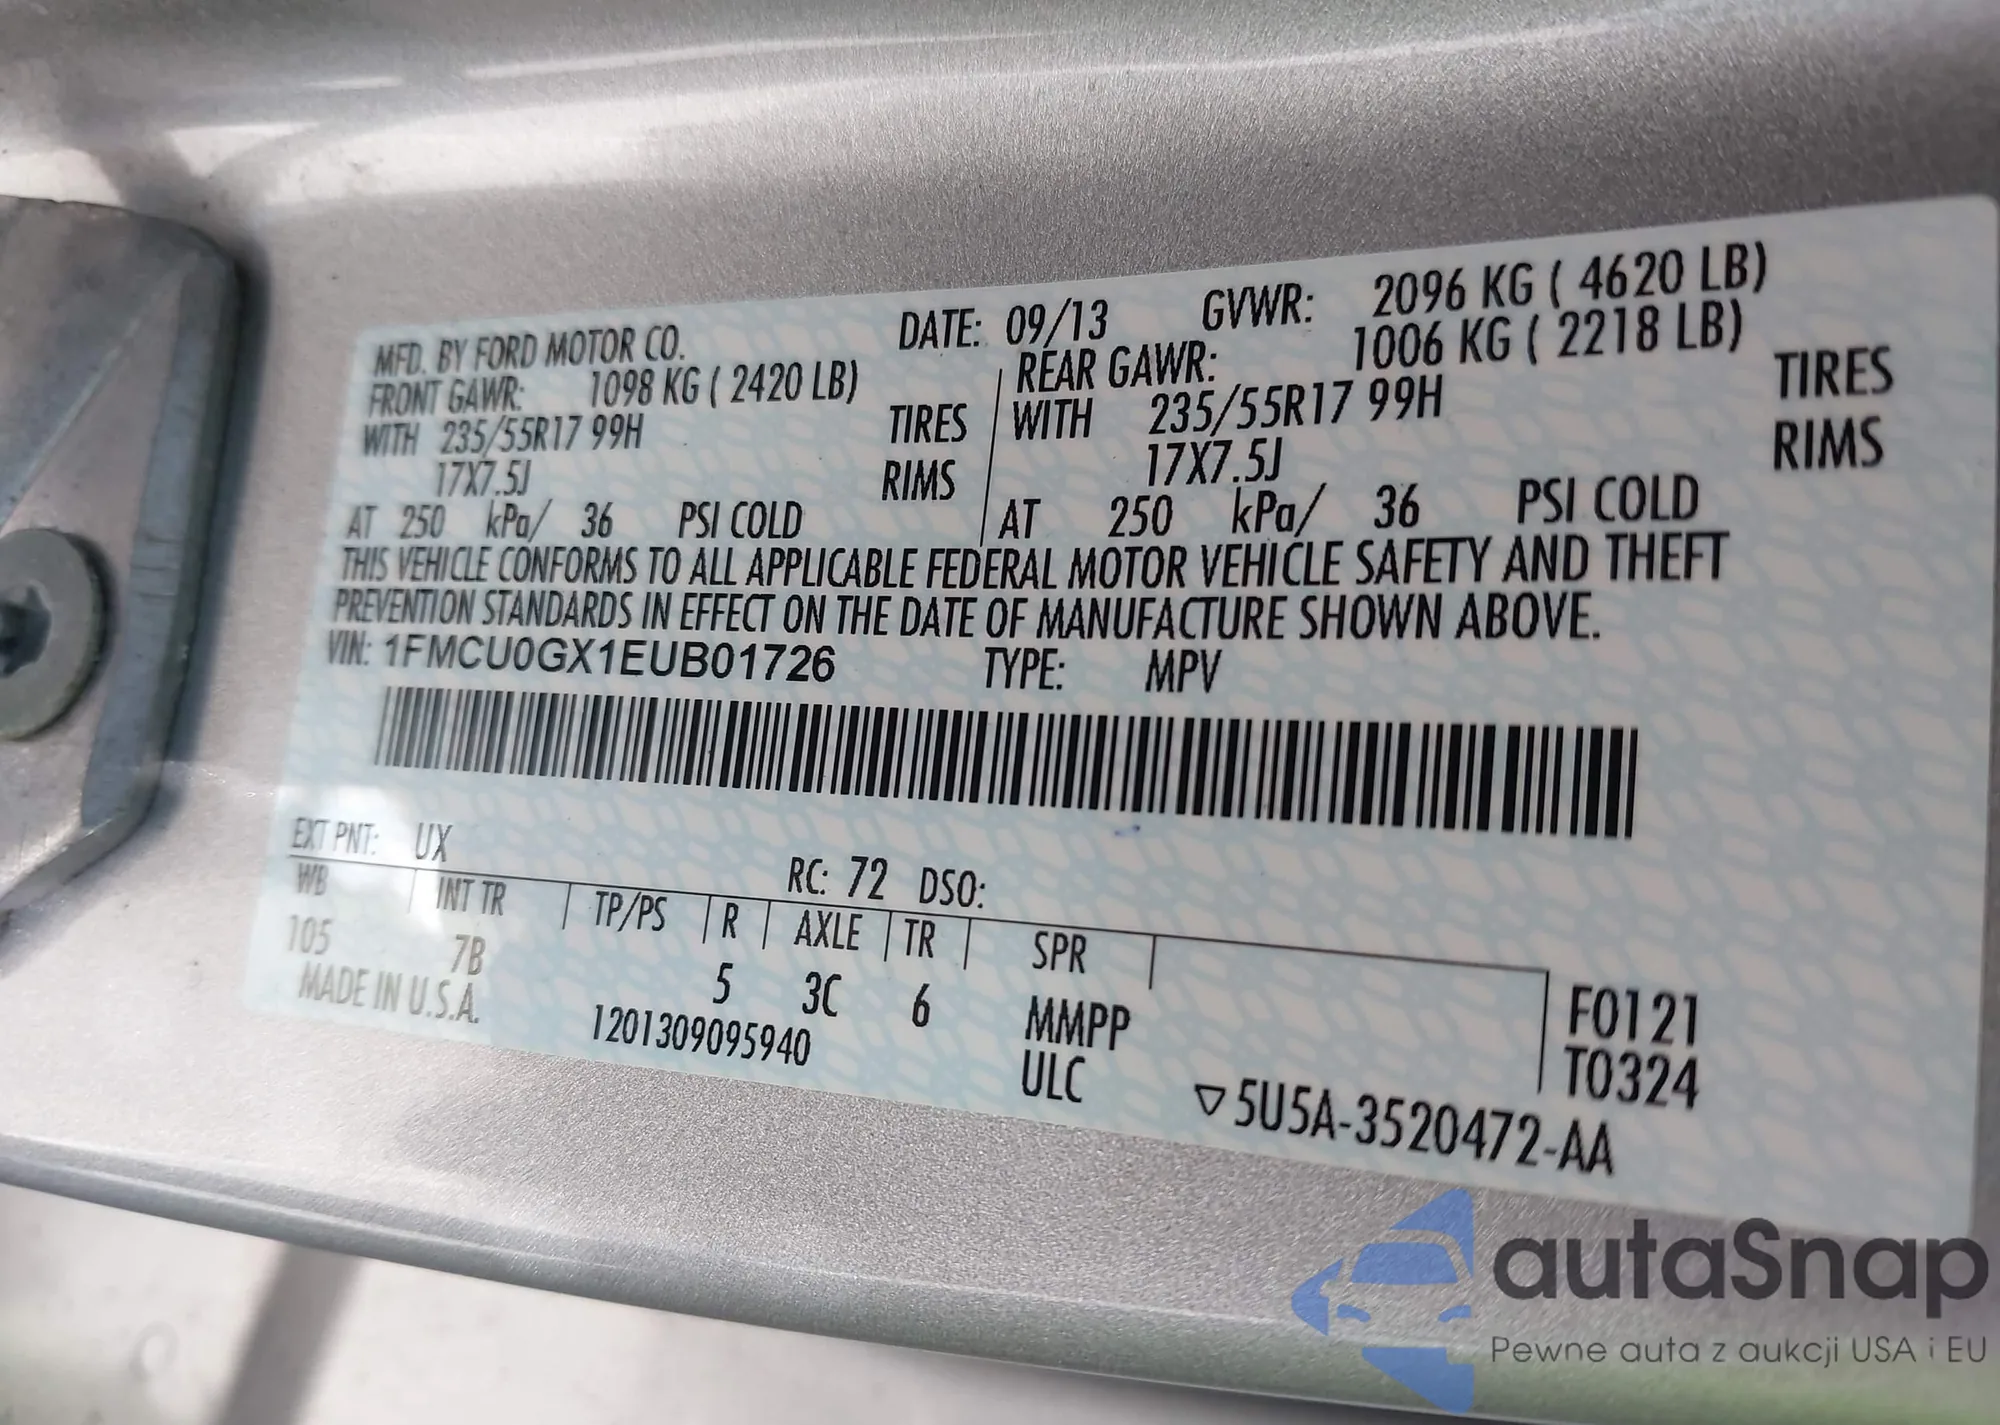 MFD. BY FORD MOTOR CO. DATE: 09/13 GVWR: 2096 KG ( 4620 LB)
FRONT GAWR: 1098 KG ( 2420 LB) REAR GAWR: 1006 KG ( 2218 LB)
WITH 235/55R17 99H TIRES WITH 235/55R17 99H TIRES
17X7.5J RIMS 17X7.5J RIMS
AT 250 kPa/ 36 PSI COLD AT 250 kPa/ 36 PSI COLD
THIS VEHICLE CONFORMS TO ALL APPLICABLE FEDERAL MOTOR VEHICLE SAFETY AND THEFT
PREVENTION STANDARDS IN EFFECT ON THE DATE OF MANUFACTURE SHOWN ABOVE.
VIN: 1FMCU0GX1EUB01726 TYPE: MPV
EXT PNT: UX RC: 72 DSO:
WB INT TR TP/PS R AXLE TR SPR
105 7B 5 3C 6 MMPP F0121
MADE IN U.S.A. 1201309095940 ULC T0324
▽5U5A-3520472-AA
autaSnap
Pewne auta z aukcji USA i EU